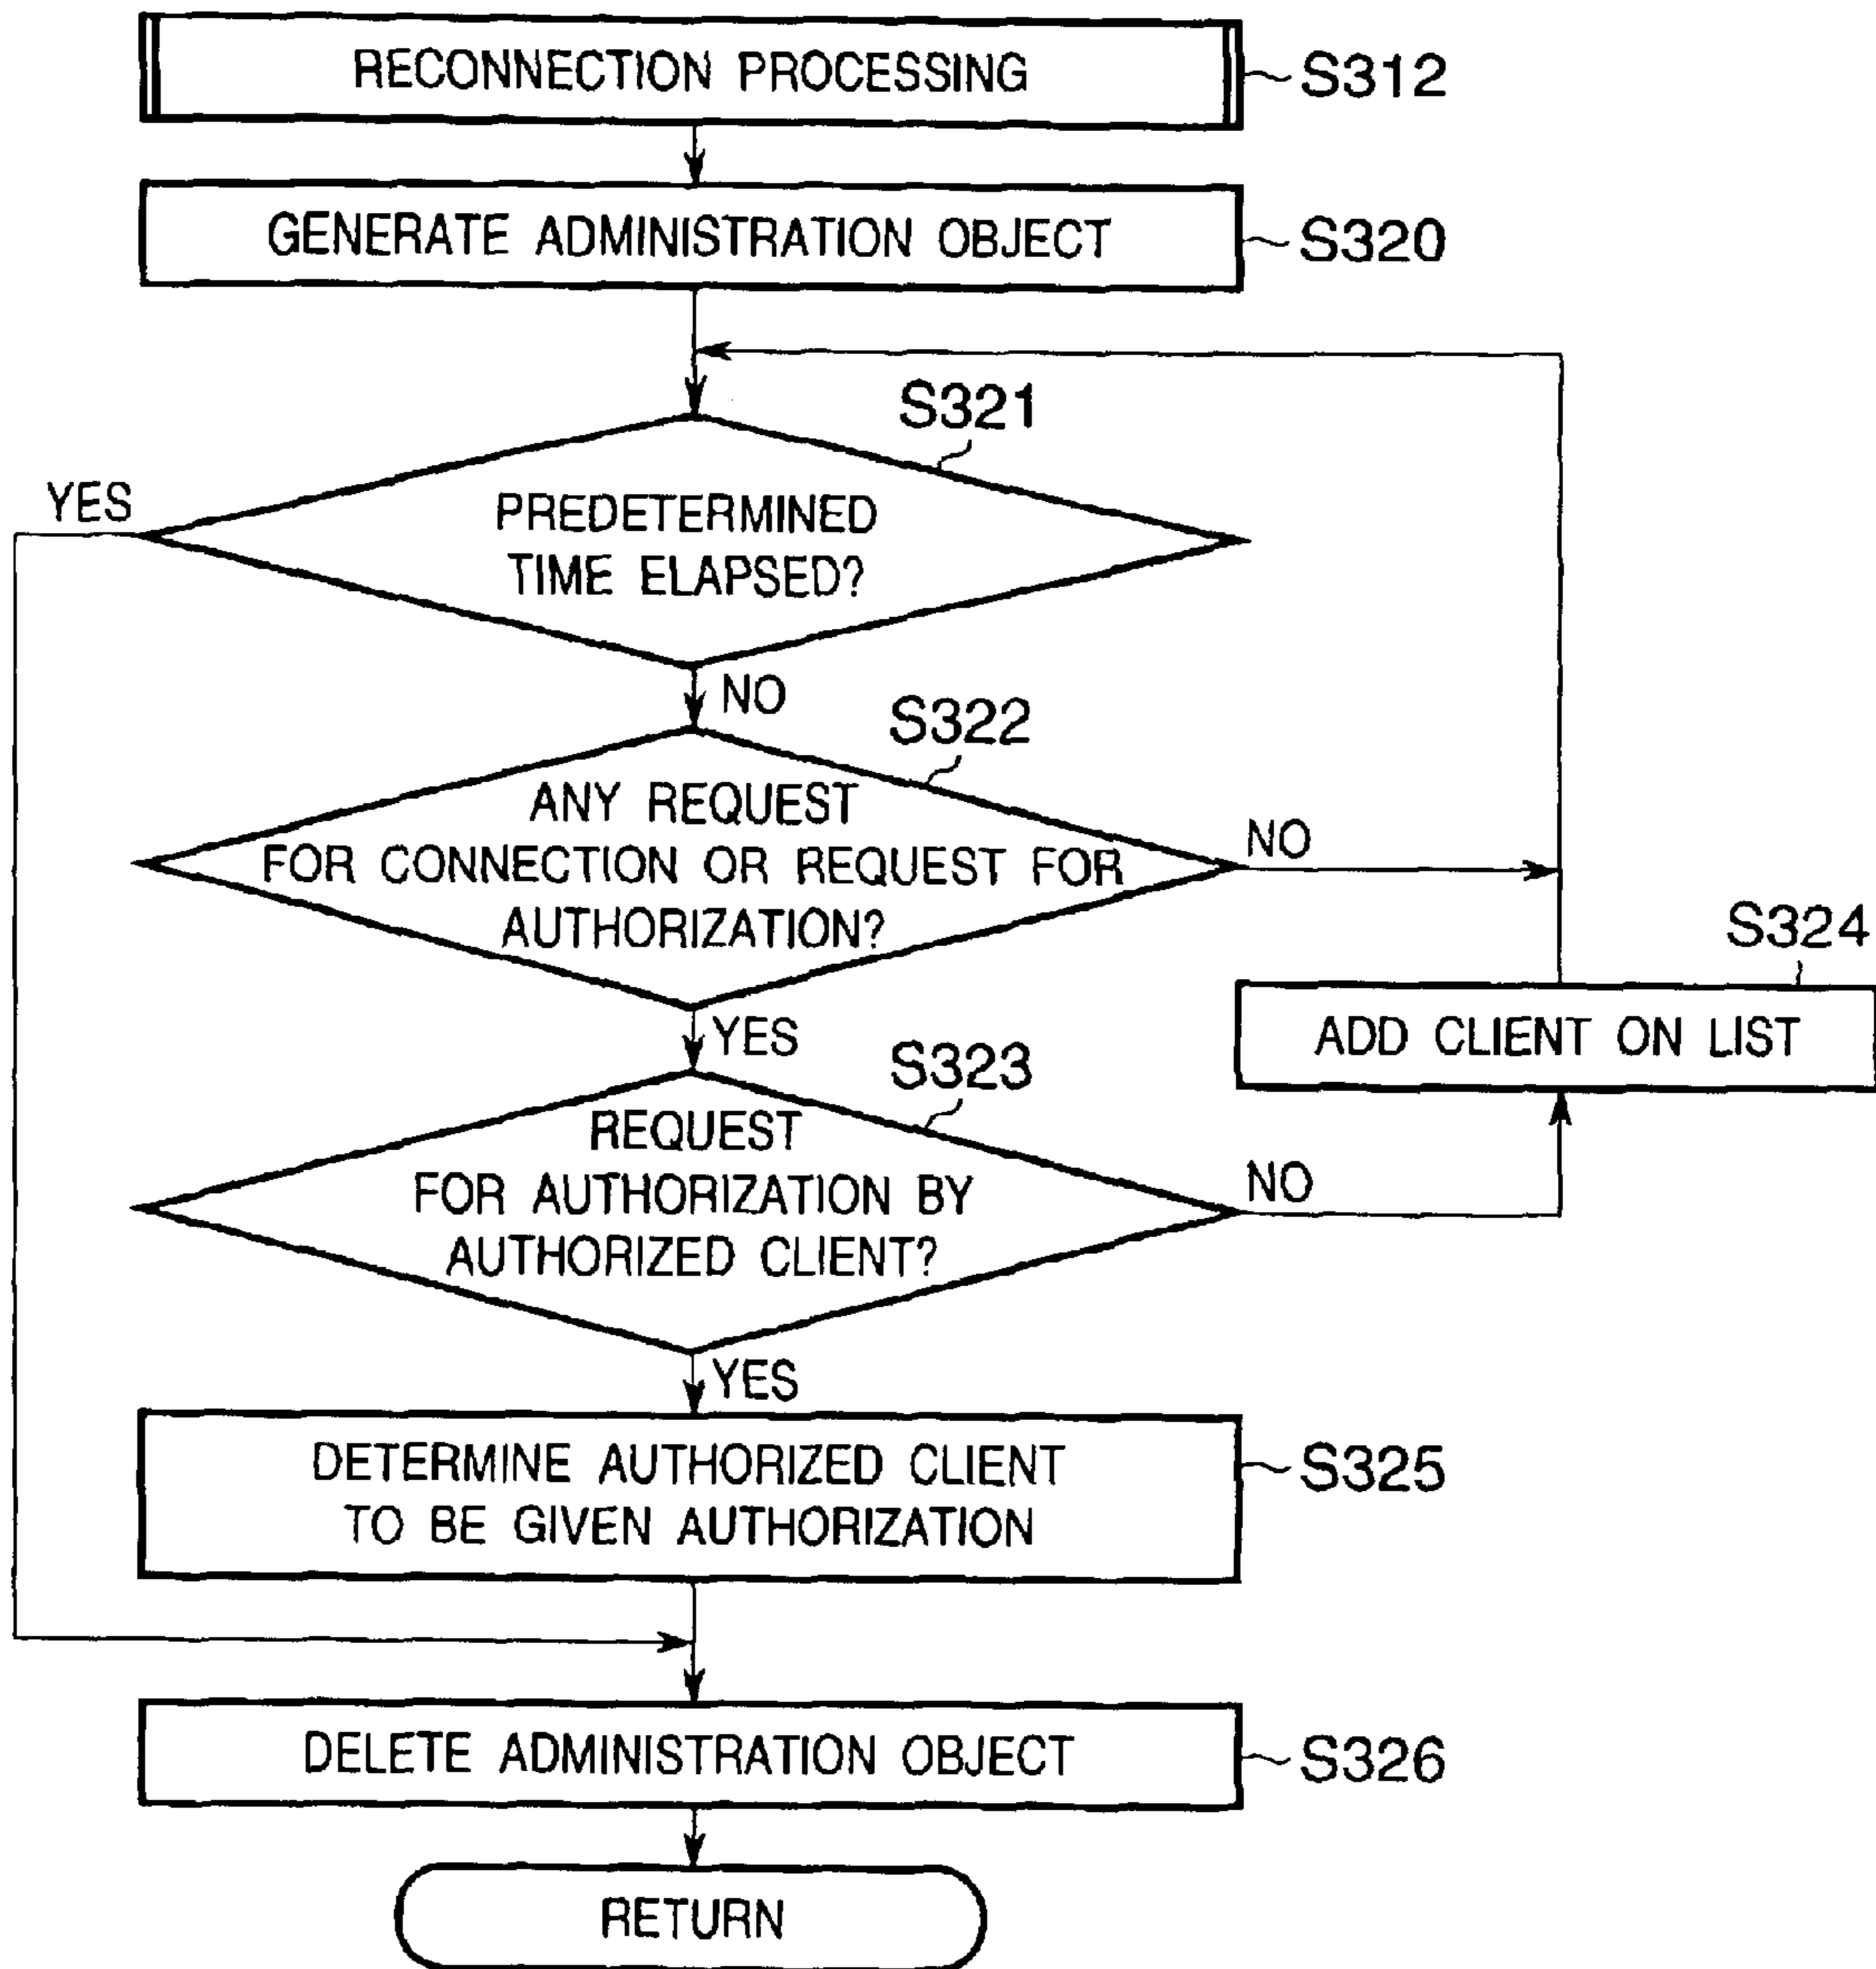 RECONNECTION PROCESSING
S312
GENERATE ADMINISTRATION OBJECT
S320
S321
YES
PREDETERMINED
TIME ELAPSED?
NO
S322
ANY REQUEST
FOR CONNECTION OR REQUEST FOR
AUTHORIZATION?
NO
S324
ADD CLIENT ON LIST
YES
S323
REQUEST
FOR AUTHORIZATION BY
AUTHORIZED CLIENT?
NO
YES
DETERMINE AUTHORIZED CLIENT
TO BE GIVEN AUTHORIZATION
S325
DELETE ADMINISTRATION OBJECT
S326
RETURN